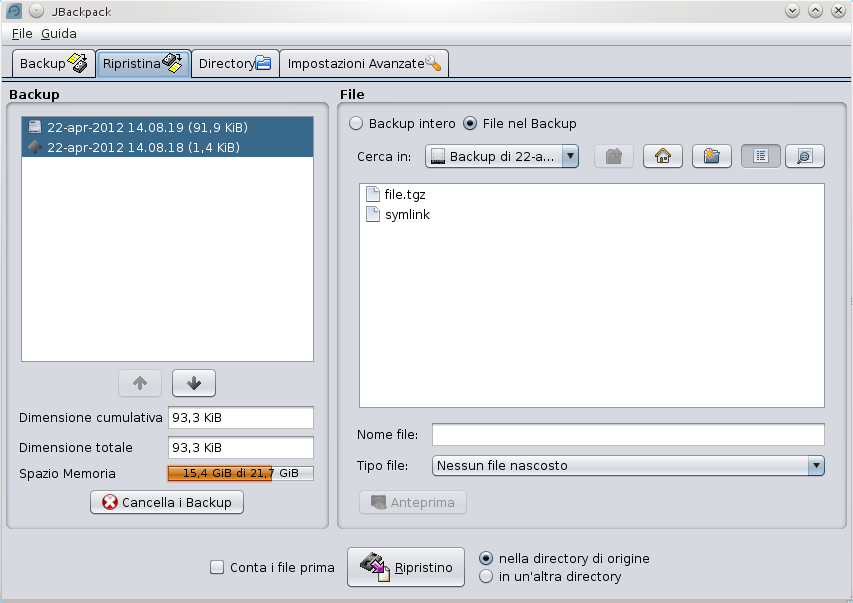 JBackpack
File Guida
Backup Ripristina Directory Impostazioni Avanzate
Backup
22-apr-2012 14.08.19 (91,9 KiB)
22-apr-2012 14.08.18 (1,4 KiB)
Dimensione cumulativa 93,3 KiB
Dimensione totale 93,3 KiB
Spazio Memoria 15,4 GiB di 21,7 GiB
Cancella i Backup
File
Backup intero File nel Backup
Cerca in: Backup di 22-a...
file.tgz
symlink
Nome file:
Tipo file: Nessun file nascosto
Anteprima
Conta i file prima Ripristino nella directory di origine
in un'altra directory